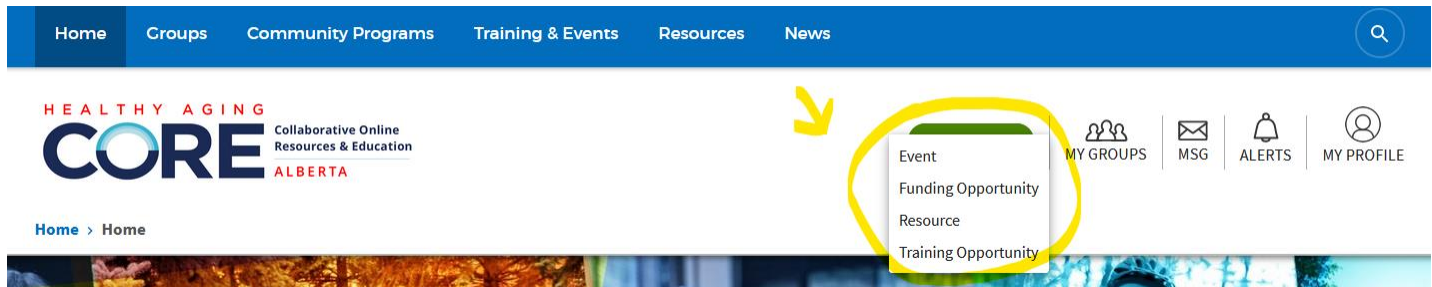 Home Groups Community Programs Training & Events Resources News
HEALTHY AGING
CORE
Collaborative Online
Resources & Education
ALBERTA
Event
Funding Opportunity
Resource
Training Opportunity
MY GROUPS MSG ALERTS MY PROFILE
Home > Home